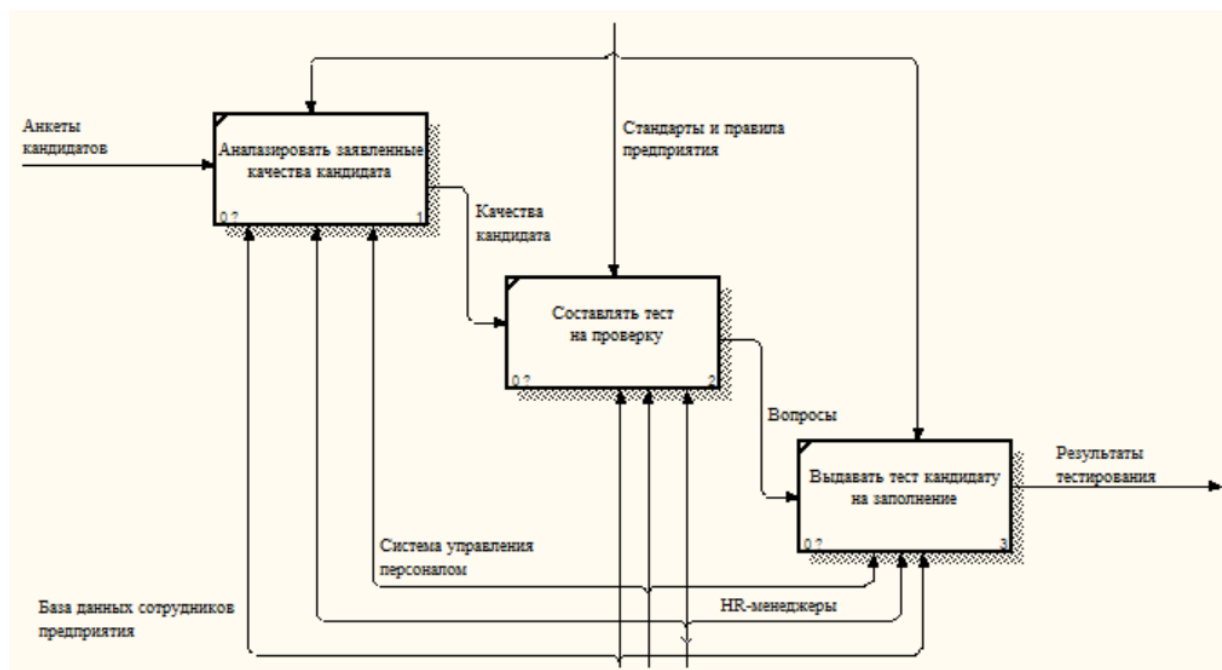 Анкеты
кандидатов
Аналазировать заявленные
качества кандидата
0 ?
1
Стандарты и правила
предприятия
Качества
кандидата
Составлять тест
на проверку
0 ?
2
Вопросы
Выдавать тест кандидату
на заполнение
0 ?
3
Результаты
тестирования
Система управления
персоналом
База данных сотрудников
предприятия
HR-менеджеры